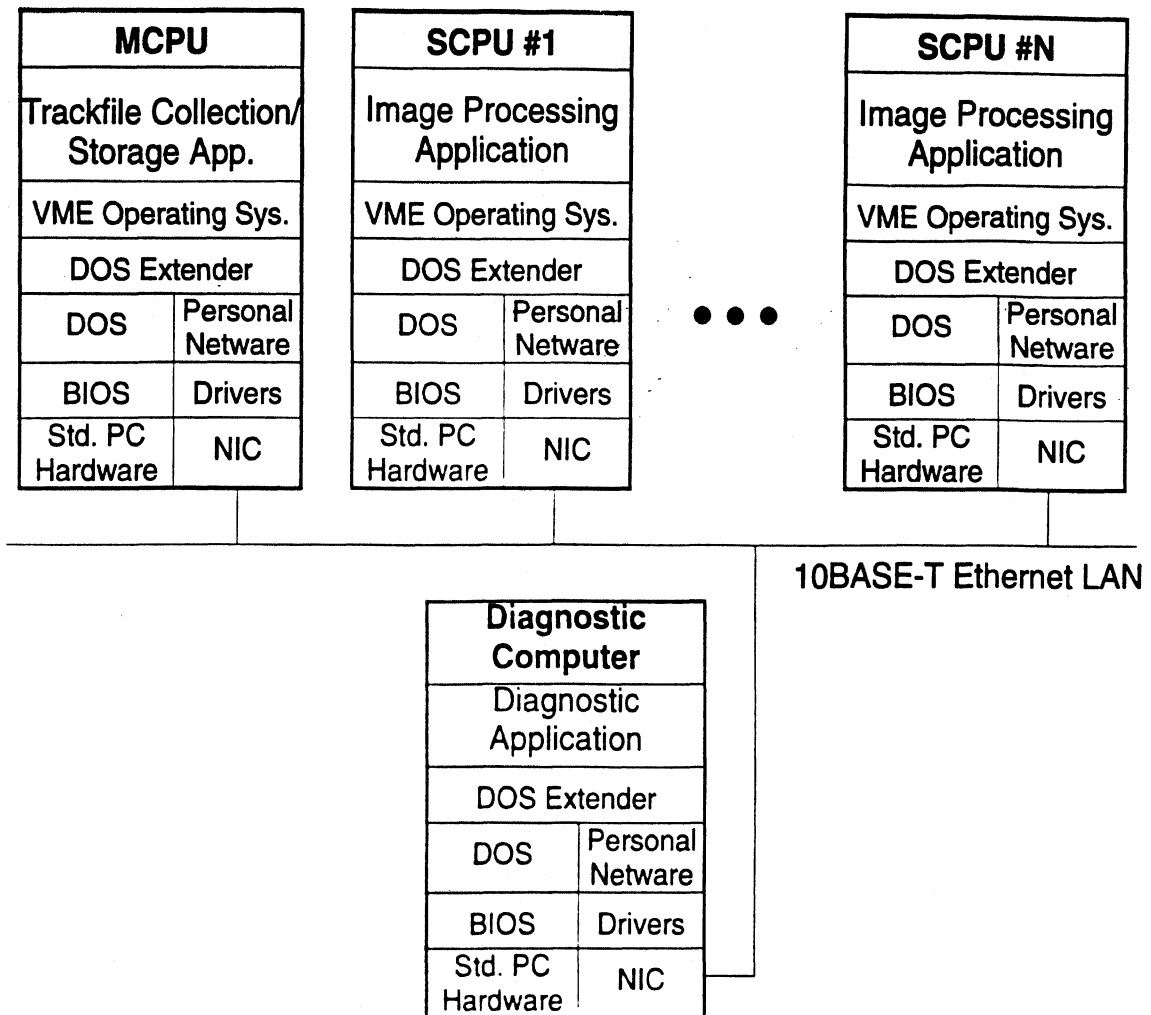 MCPU
Trackfile Collection/
Storage App.
VME Operating Sys.
DOS Extender
DOS
Personal
Netware
BIOS
Drivers
Std. PC
Hardware
NIC
SCPU #1
Image Processing
Application
VME Operating Sys.
DOS Extender
DOS
Personal
Netware
BIOS
Drivers
Std. PC
Hardware
NIC
SCPU #N
Image Processing
Application
VME Operating Sys.
DOS Extender
DOS
Personal
Netware
BIOS
Drivers
Std. PC
Hardware
NIC
10BASE-T Ethernet LAN
Diagnostic
Computer
Diagnostic
Application
DOS Extender
DOS
Personal
Netware
BIOS
Drivers
Std. PC
Hardware
NIC